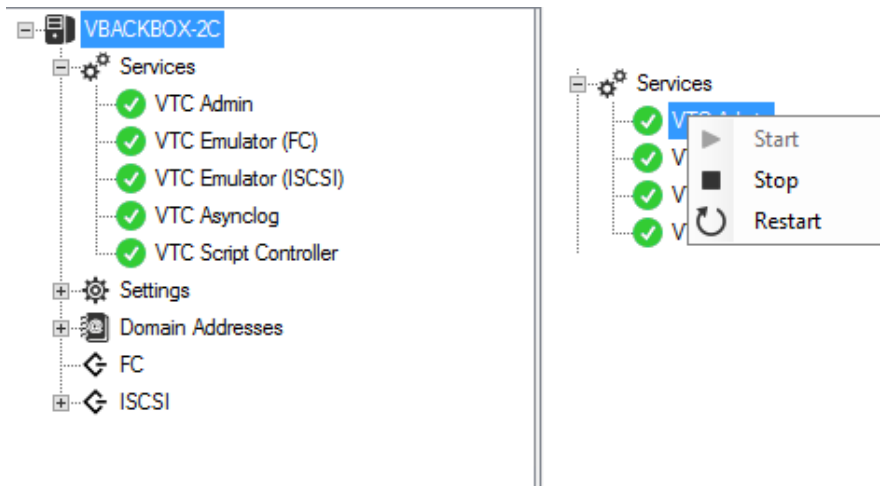 VBACKBOX-2C
Services
VTC Admin
VTC Emulator (FC)
VTC Emulator (ISCSI)
VTC Asynclog
VTC Script Controller
Settings
Domain Addresses
FC
ISCSI
Services
Start
Stop
Restart